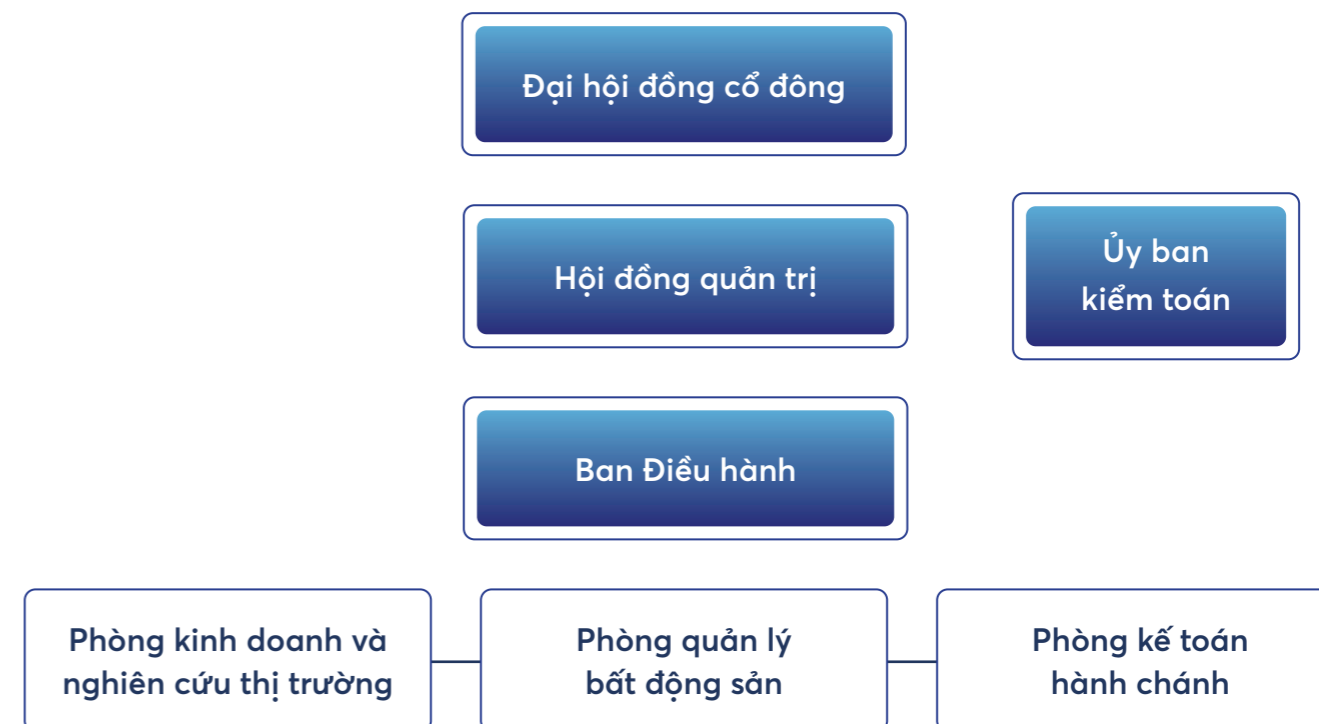 Đại hội đồng cổ đông
Hội đồng quản trị
Ủy ban
kiểm toán
Ban Điều hành
Phòng kinh doanh và
nghiên cứu thị trường
Phòng quản lý
bất động sản
Phòng kế toán
hành chánh